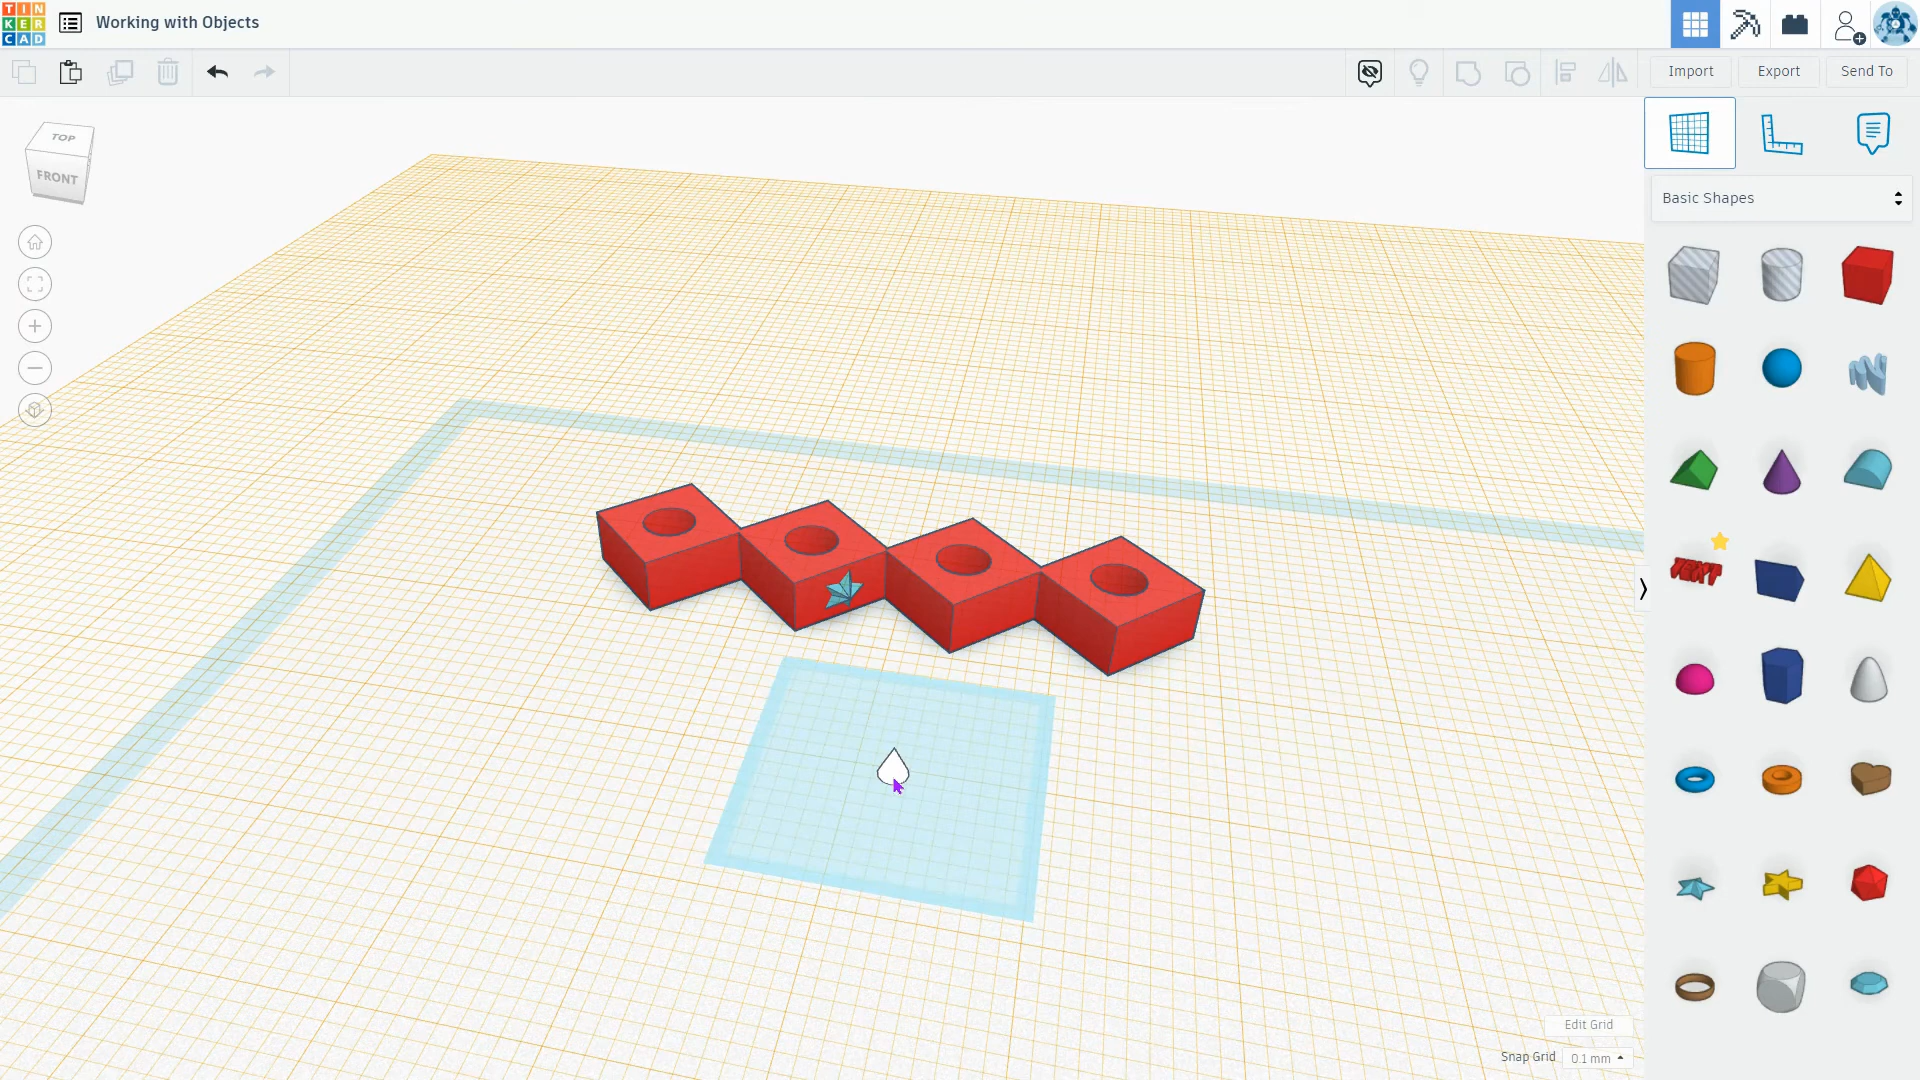 TIN
KER
CAD
Working with Objects
Import
Export
Send To
TOP
FRONT
Basic Shapes
TEXT
Edit Grid
Snap Grid
0.1 mm